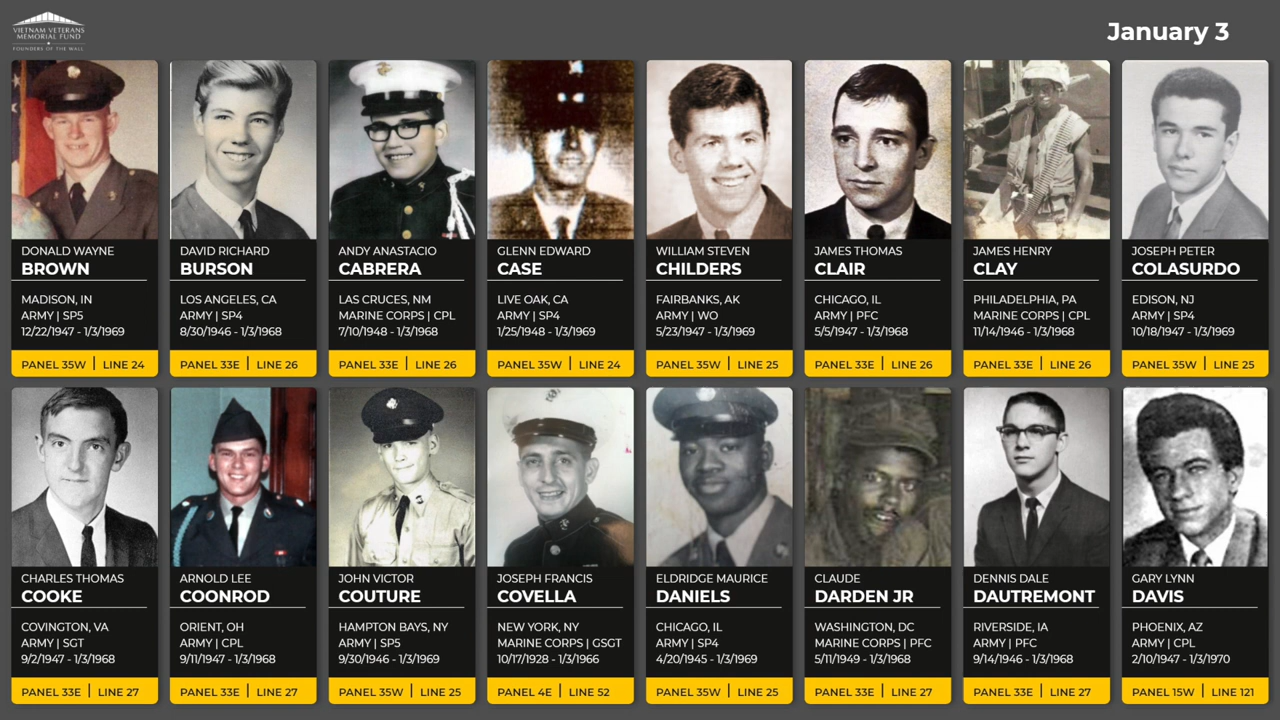 VIETNAM VETERANS
MEMORIAL FUND
FOUNDERS OF THE WALL
January 3
DONALD WAYNE
BROWN
MADISON, IN
ARMY | SP5
12/22/1947 - 1/3/1969
PANEL 35W | LINE 24
DAVID RICHARD
BURSON
LOS ANGELES, CA
ARMY | SP4
8/30/1946 - 1/3/1968
PANEL 33E | LINE 26
ANDY ANASTACIO
CABRERA
LAS CRUCES, NM
MARINE CORPS | CPL
7/10/1948 - 1/3/1968
PANEL 33E | LINE 26
GLENN EDWARD
CASE
LIVE OAK, CA
ARMY | SP4
1/25/1948 - 1/3/1969
PANEL 35W | LINE 24
WILLIAM STEVEN
CHILDERS
FAIRBANKS, AK
ARMY | WO
5/23/1947 - 1/3/1969
PANEL 35W | LINE 25
JAMES THOMAS
CLAIR
CHICAGO, IL
ARMY | PFC
5/5/1947 - 1/3/1968
PANEL 33E | LINE 26
JAMES HENRY
CLAY
PHILADELPHIA, PA
MARINE CORPS | CPL
11/14/1946 - 1/3/1968
PANEL 33E | LINE 26
JOSEPH PETER
COLASURDO
EDISON, NJ
ARMY | SP4
10/18/1947 - 1/3/1969
PANEL 35W | LINE 25
CHARLES THOMAS
COOKE
COVINGTON, VA
ARMY | SGT
9/2/1947 - 1/3/1968
PANEL 33E | LINE 27
ARNOLD LEE
COONROD
ORIENT, OH
ARMY | CPL
9/11/1947 - 1/3/1968
PANEL 33E | LINE 27
JOHN VICTOR
COUTURE
HAMPTON BAYS, NY
ARMY | SP5
9/30/1946 - 1/3/1969
PANEL 35W | LINE 25
JOSEPH FRANCIS
COVELLA
NEW YORK, NY
MARINE CORPS | GSGT
10/17/1928 - 1/3/1966
PANEL 4E | LINE 52
ELDRIDGE MAURICE
DANIELS
CHICAGO, IL
ARMY | SP4
4/20/1945 - 1/3/1969
PANEL 35W | LINE 25
CLAUDE
DARDEN JR
WASHINGTON, DC
MARINE CORPS | PFC
5/11/1949 - 1/3/1968
PANEL 33E | LINE 27
DENNIS DALE
DAUTREMONT
RIVERSIDE, IA
ARMY | PFC
9/14/1946 - 1/3/1968
PANEL 33E | LINE 27
GARY LYNN
DAVIS
PHOENIX, AZ
ARMY | CPL
2/10/1947 - 1/3/1970
PANEL 15W | LINE 121